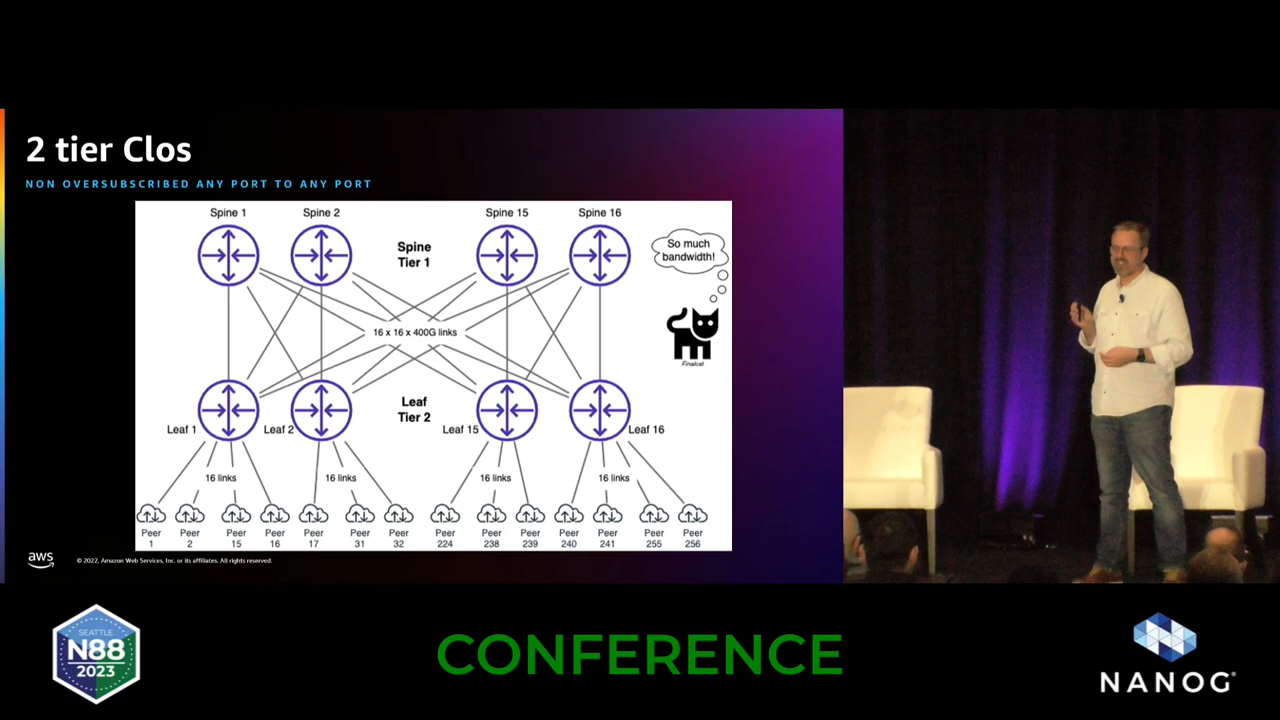 2 tier Clos
NON OVERSUBSCRIBED ANY PORT TO ANY PORT
Spine 1
Spine 2
Spine 15
Spine 16
Spine
Tier 1
So much
bandwidth!
16 x 16 x 400G links
Finalcat
Leaf
Tier 2
Leaf 1
Leaf 2
Leaf 15
Leaf 16
16 links
16 links
16 links
16 links
Peer
1
Peer
2
Peer
15
Peer
16
Peer
17
Peer
31
Peer
32
Peer
224
Peer
238
Peer
239
Peer
240
Peer
241
Peer
255
Peer
256
aws
© 2022, Amazon Web Services, Inc. or its affiliates. All rights reserved.
SEATTLE
N88
2023
CONFERENCE
NANOG